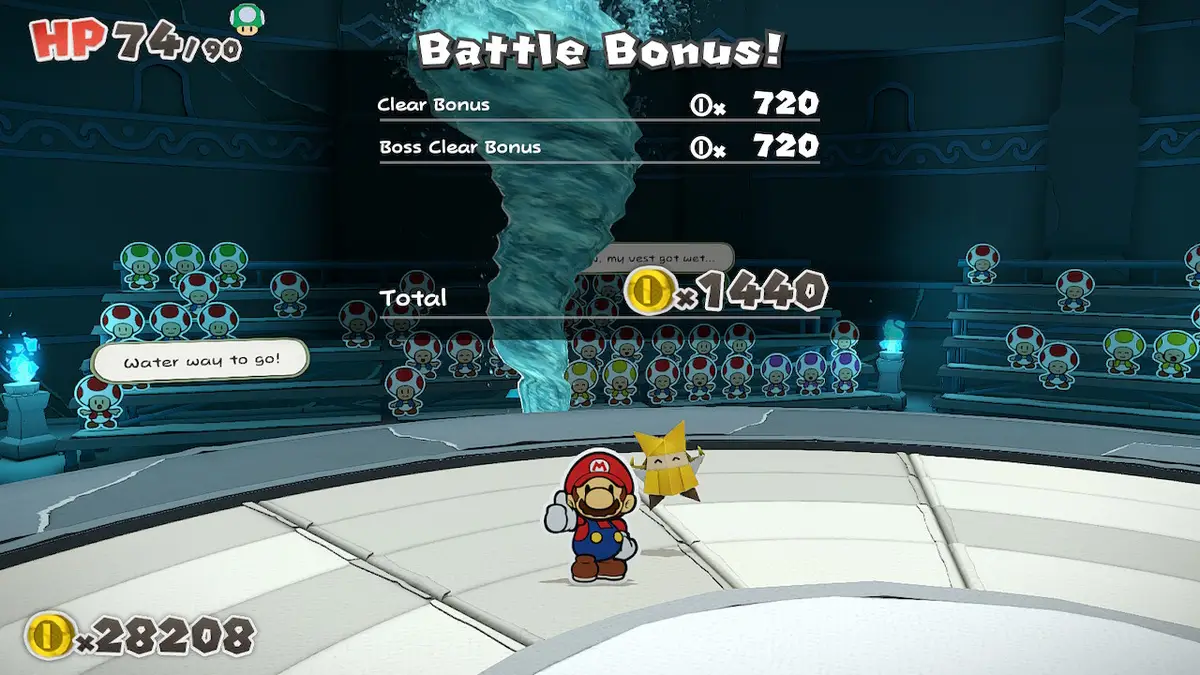 HP 74/90
Battle Bonus!
Clear Bonus × 720
Boss Clear Bonus × 720
my vest got wet...
Total ×1440
Water way to go!
M
×28208